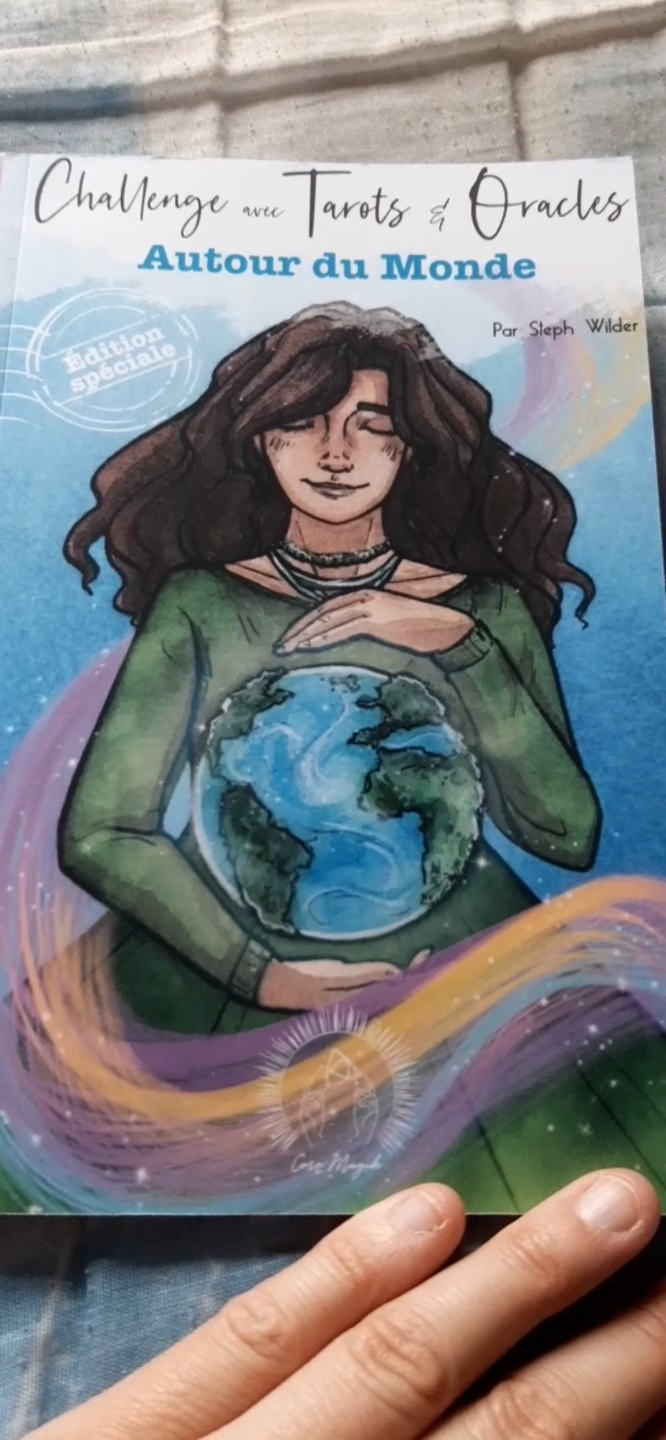 Challenge avec Tarots & Oracles
Autour du Monde
Par Steph Wilder
Édition
spéciale